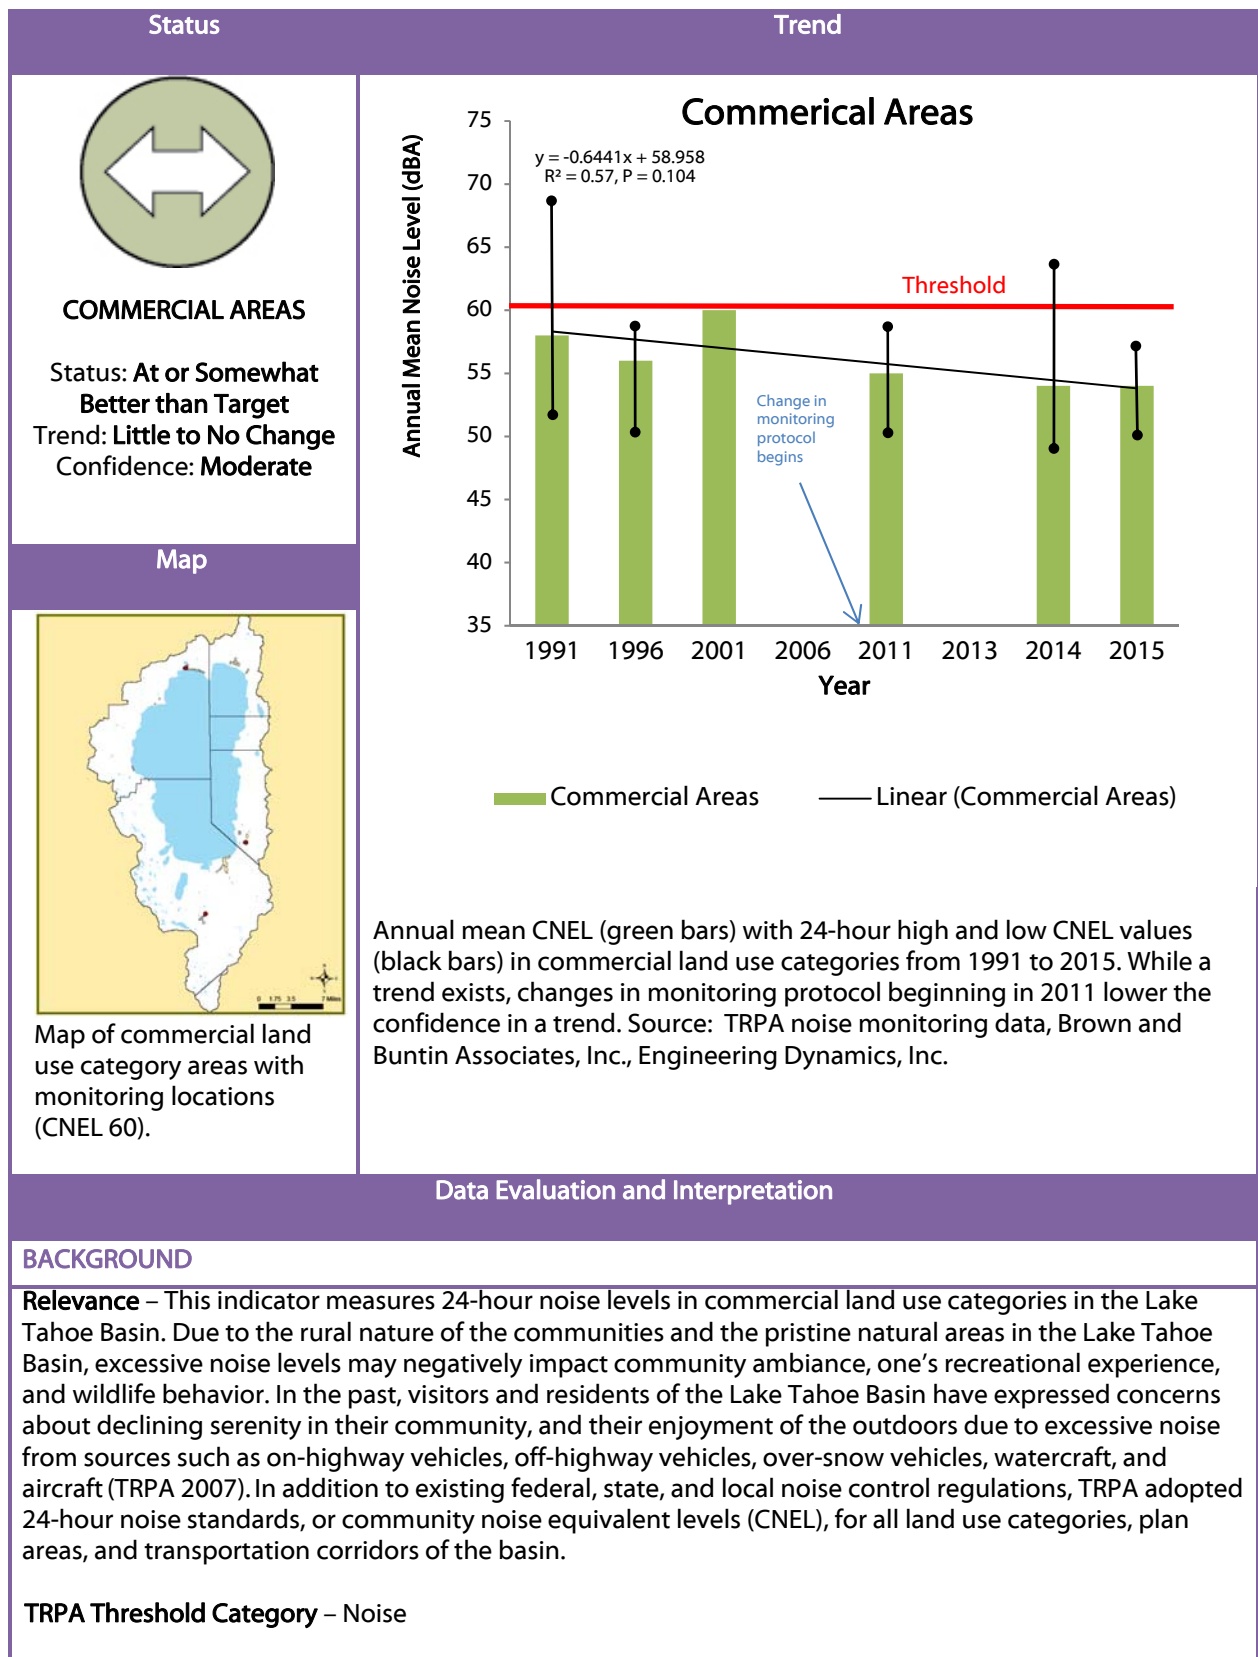 Status
Trend
COMMERCIAL AREAS
Status: At or Somewhat
Better than Target
Trend: Little to No Change
Confidence: Moderate
Commerical Areas
y = -0.6441x + 58.958
R² = 0.57, P = 0.104
Annual Mean Noise Level (dBA)
75
70
65
60
55
50
45
40
35
Threshold
Change in
monitoring
protocol
begins
1991 1996 2001 2006 2011 2013 2014 2015
Year
Commercial Areas
Linear (Commercial Areas)
Annual mean CNEL (green bars) with 24-hour high and low CNEL values
(black bars) in commercial land use categories from 1991 to 2015. While a
trend exists, changes in monitoring protocol beginning in 2011 lower the
confidence in a trend. Source: TRPA noise monitoring data, Brown and
Buntin Associates, Inc., Engineering Dynamics, Inc.
Map
0 1.75 3.5 7 Miles
Map of commercial land
use category areas with
monitoring locations
(CNEL 60).
Data Evaluation and Interpretation
BACKGROUND
Relevance – This indicator measures 24-hour noise levels in commercial land use categories in the Lake
Tahoe Basin. Due to the rural nature of the communities and the pristine natural areas in the Lake Tahoe
Basin, excessive noise levels may negatively impact community ambiance, one’s recreational experience,
and wildlife behavior. In the past, visitors and residents of the Lake Tahoe Basin have expressed concerns
about declining serenity in their community, and their enjoyment of the outdoors due to excessive noise
from sources such as on-highway vehicles, off-highway vehicles, over-snow vehicles, watercraft, and
aircraft (TRPA 2007). In addition to existing federal, state, and local noise control regulations, TRPA adopted
24-hour noise standards, or community noise equivalent levels (CNEL), for all land use categories, plan
areas, and transportation corridors of the basin.
TRPA Threshold Category – Noise